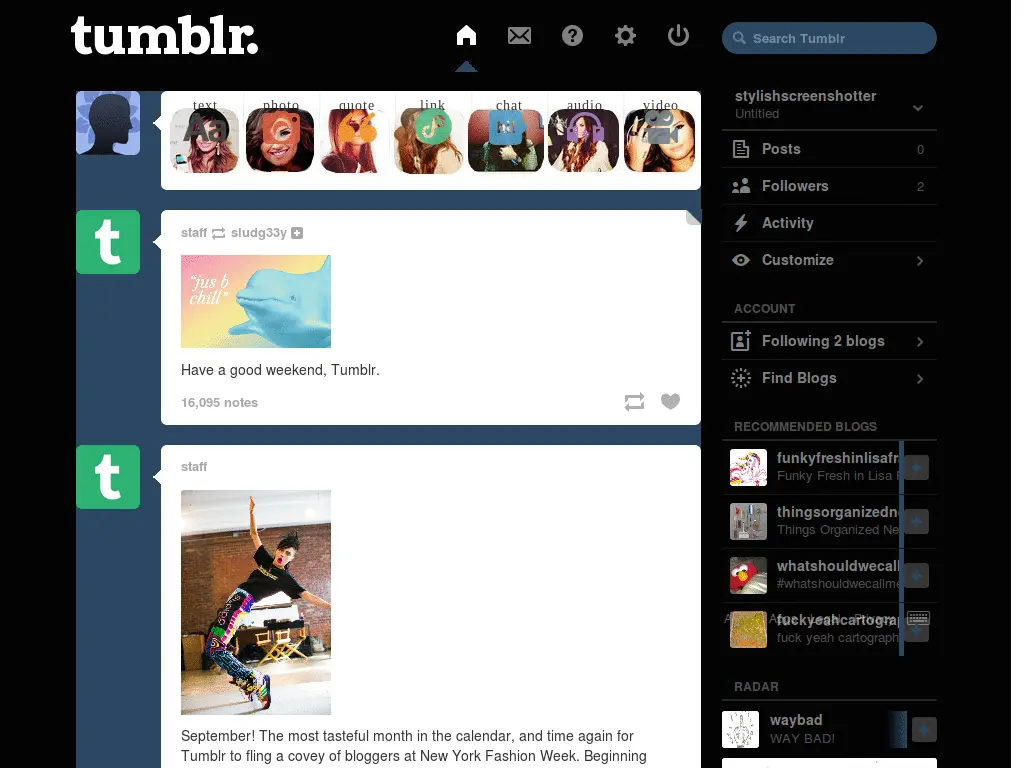 tumblr.
Search Tumblr
text photo quote link chat audio video
Aa
hi!
stylishscreenshotter
Untitled
Posts 0
Followers 2
Activity
Customize
ACCOUNT
Following 2 blogs
Find Blogs
RECOMMENDED BLOGS
funkyfreshinlisafr
Funky Fresh in Lisa
thingsorganizedn
Things Organized Ne
whatshouldwecall
#whatshouldwecallme
fuckyeahcartograp
fuck yeah cartograph
RADAR
waybad
WAY BAD!
t
staff sludg33y
"jus b
chill"
Have a good weekend, Tumblr.
16,095 notes
t
staff
adidas
September! The most tasteful month in the calendar, and time again for
Tumblr to fling a covey of bloggers at New York Fashion Week. Beginning